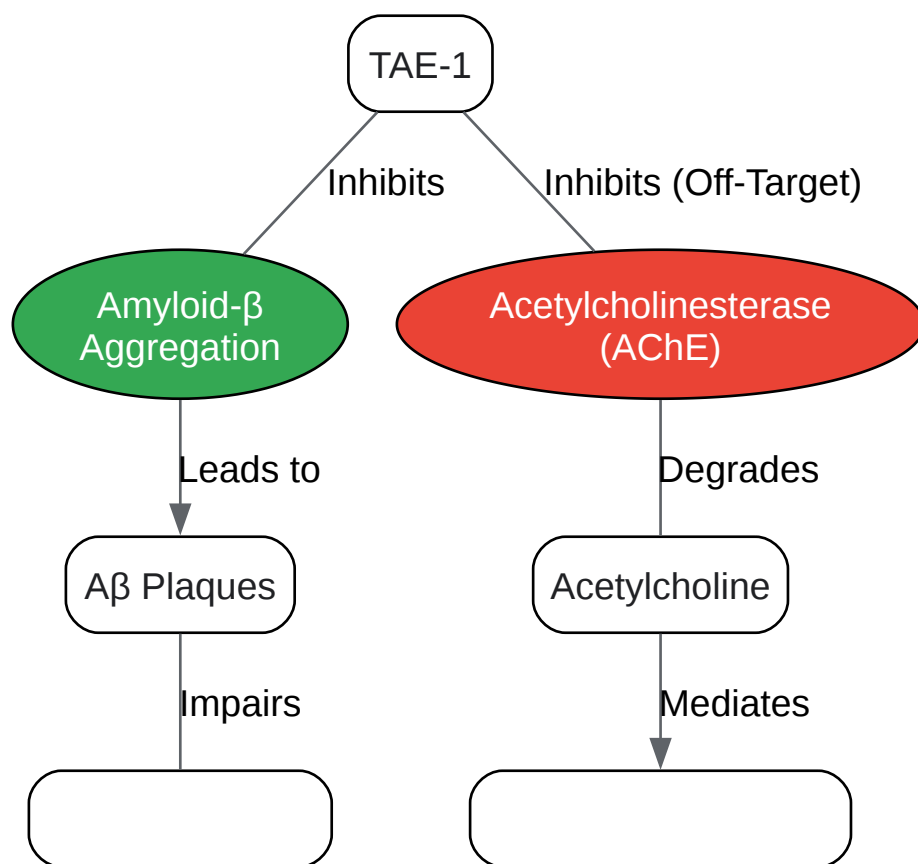 TAE-1
Inhibits
Inhibits (Off-Target)
Amyloid-β
Aggregation
Acetylcholinesterase
(AChE)
Leads to
Degrades
Aβ Plaques
Acetylcholine
Impairs
Mediates